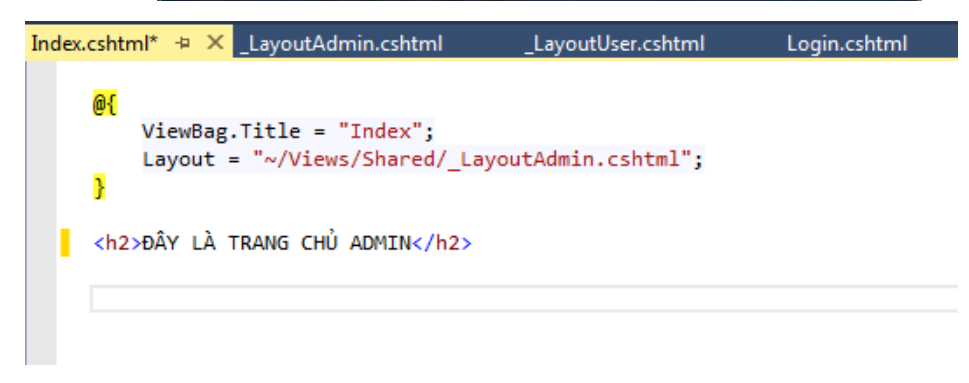 Index.cshtml* _LayoutAdmin.cshtml _LayoutUser.cshtml Login.cshtml
@{
ViewBag.Title = "Index";
Layout = "~/Views/Shared/_LayoutAdmin.cshtml";
}
<h2>ĐÂY LÀ TRANG CHỦ ADMIN</h2>